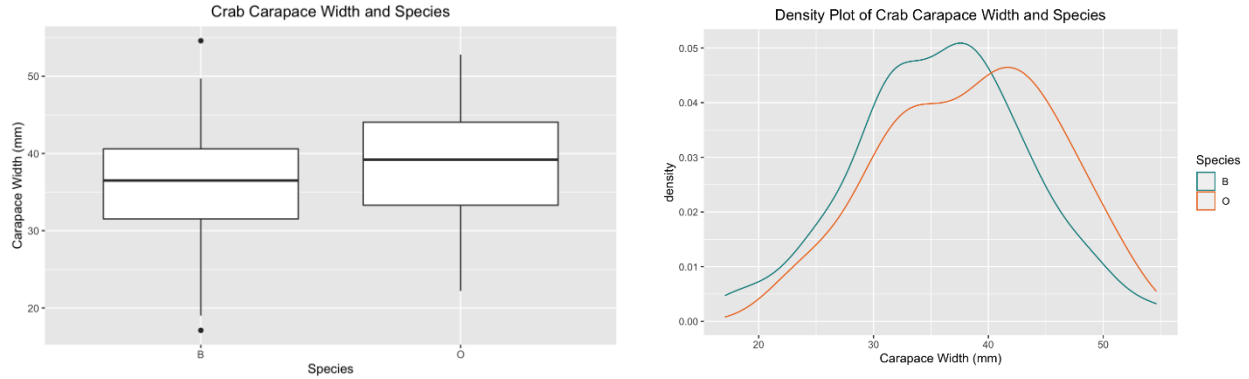 Crab Carapace Width and Species
Carapace Width (mm)
50
40
30
20
B
O
Species
Density Plot of Crab Carapace Width and Species
density
0.05
0.04
0.03
0.02
0.01
0.00
20
30
40
50
Carapace Width (mm)
Species
B
O